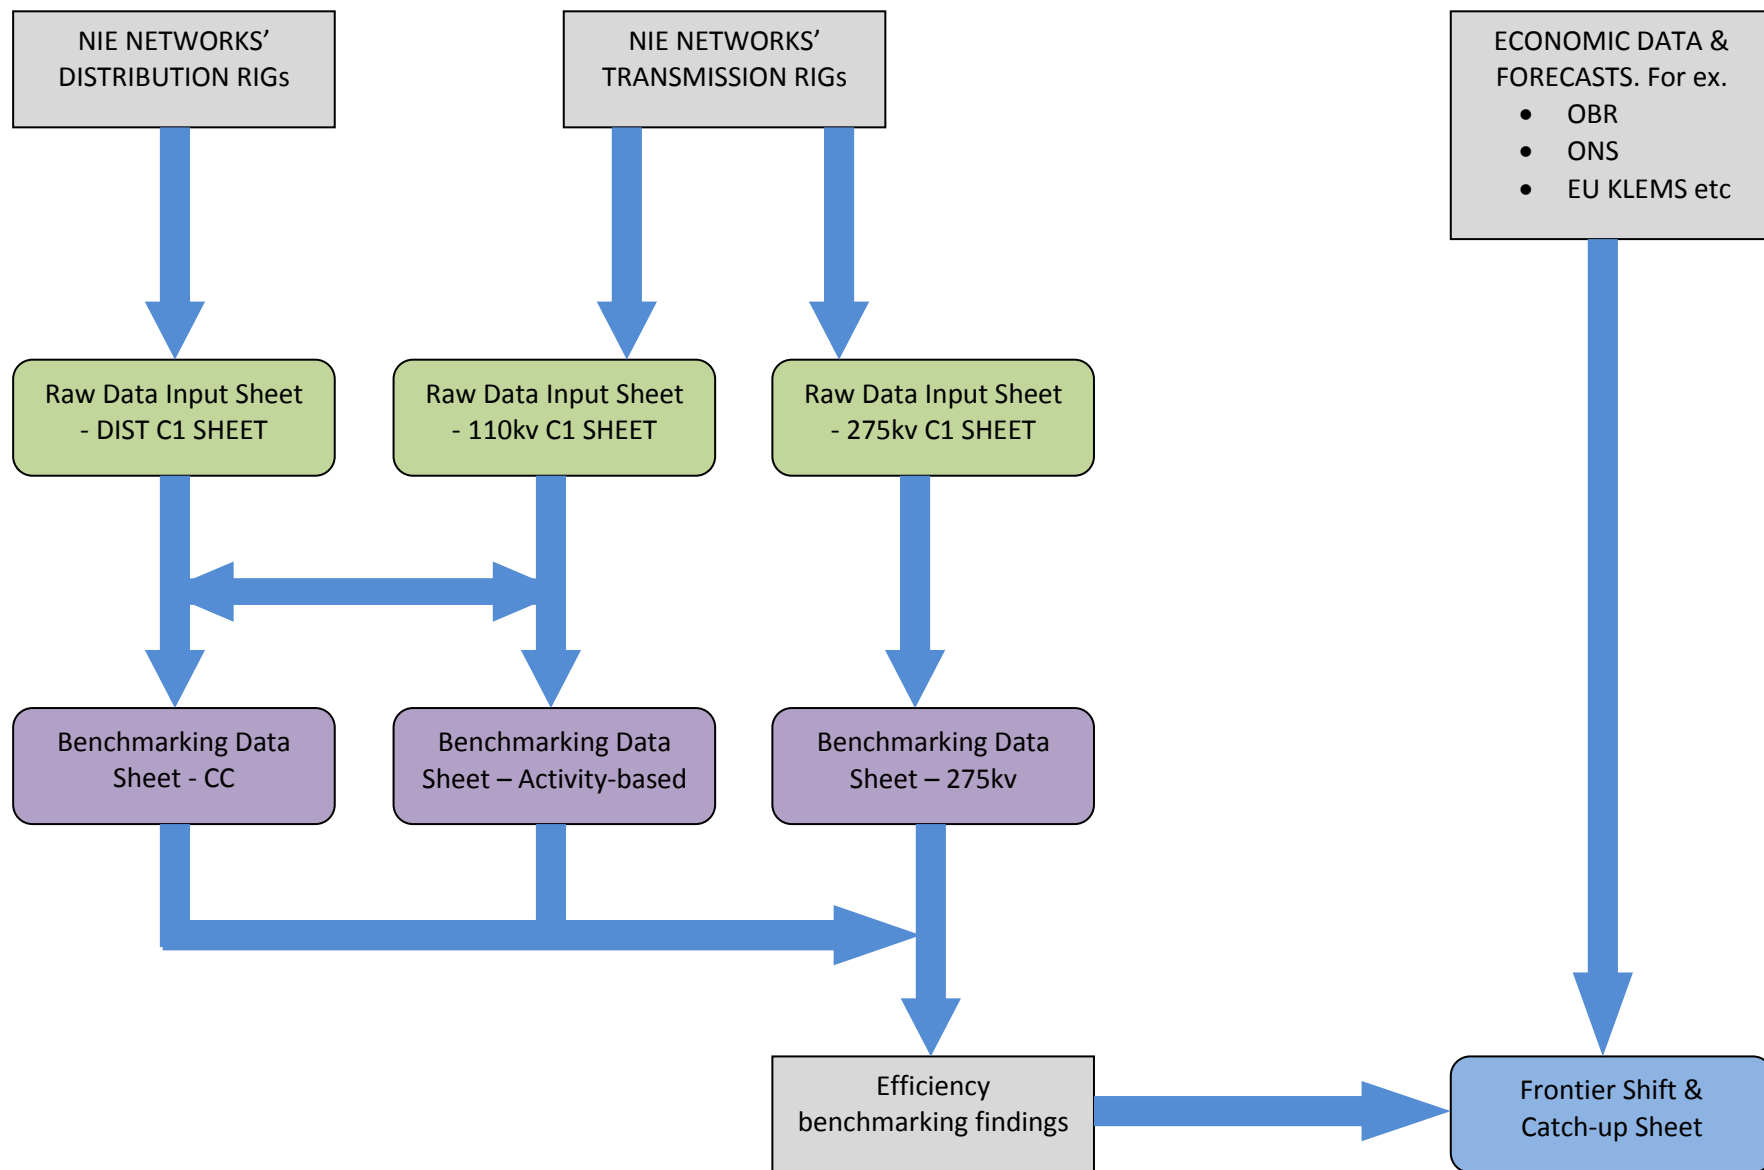 NIE NETWORKS’
DISTRIBUTION RIGs
NIE NETWORKS’
TRANSMISSION RIGs
ECONOMIC DATA &
FORECASTS. For ex.
• OBR
• ONS
• EU KLEMS etc
Raw Data Input Sheet
- DIST C1 SHEET
Raw Data Input Sheet
- 110kv C1 SHEET
Raw Data Input Sheet
- 275kv C1 SHEET
Benchmarking Data
Sheet - CC
Benchmarking Data
Sheet – Activity-based
Benchmarking Data
Sheet – 275kv
Efficiency
benchmarking findings
Frontier Shift &
Catch-up Sheet